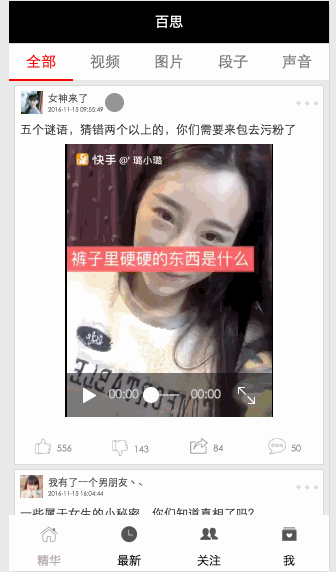 百思
全部 视频 图片 段子 声音
女神来了
2016-11-15 09:55:49
五个谜语，猜错两个以上的，你们需要来包去污粉了
快手 @' 璐小璐
裤子里硬硬的东西是什么
00:00 00:00
556 143 84 50
我有了一个男朋友丶、
2016-11-15 16:04:44
一些属于女生的小秘密，你们知道真相了吗?
精华 最新 关注 我